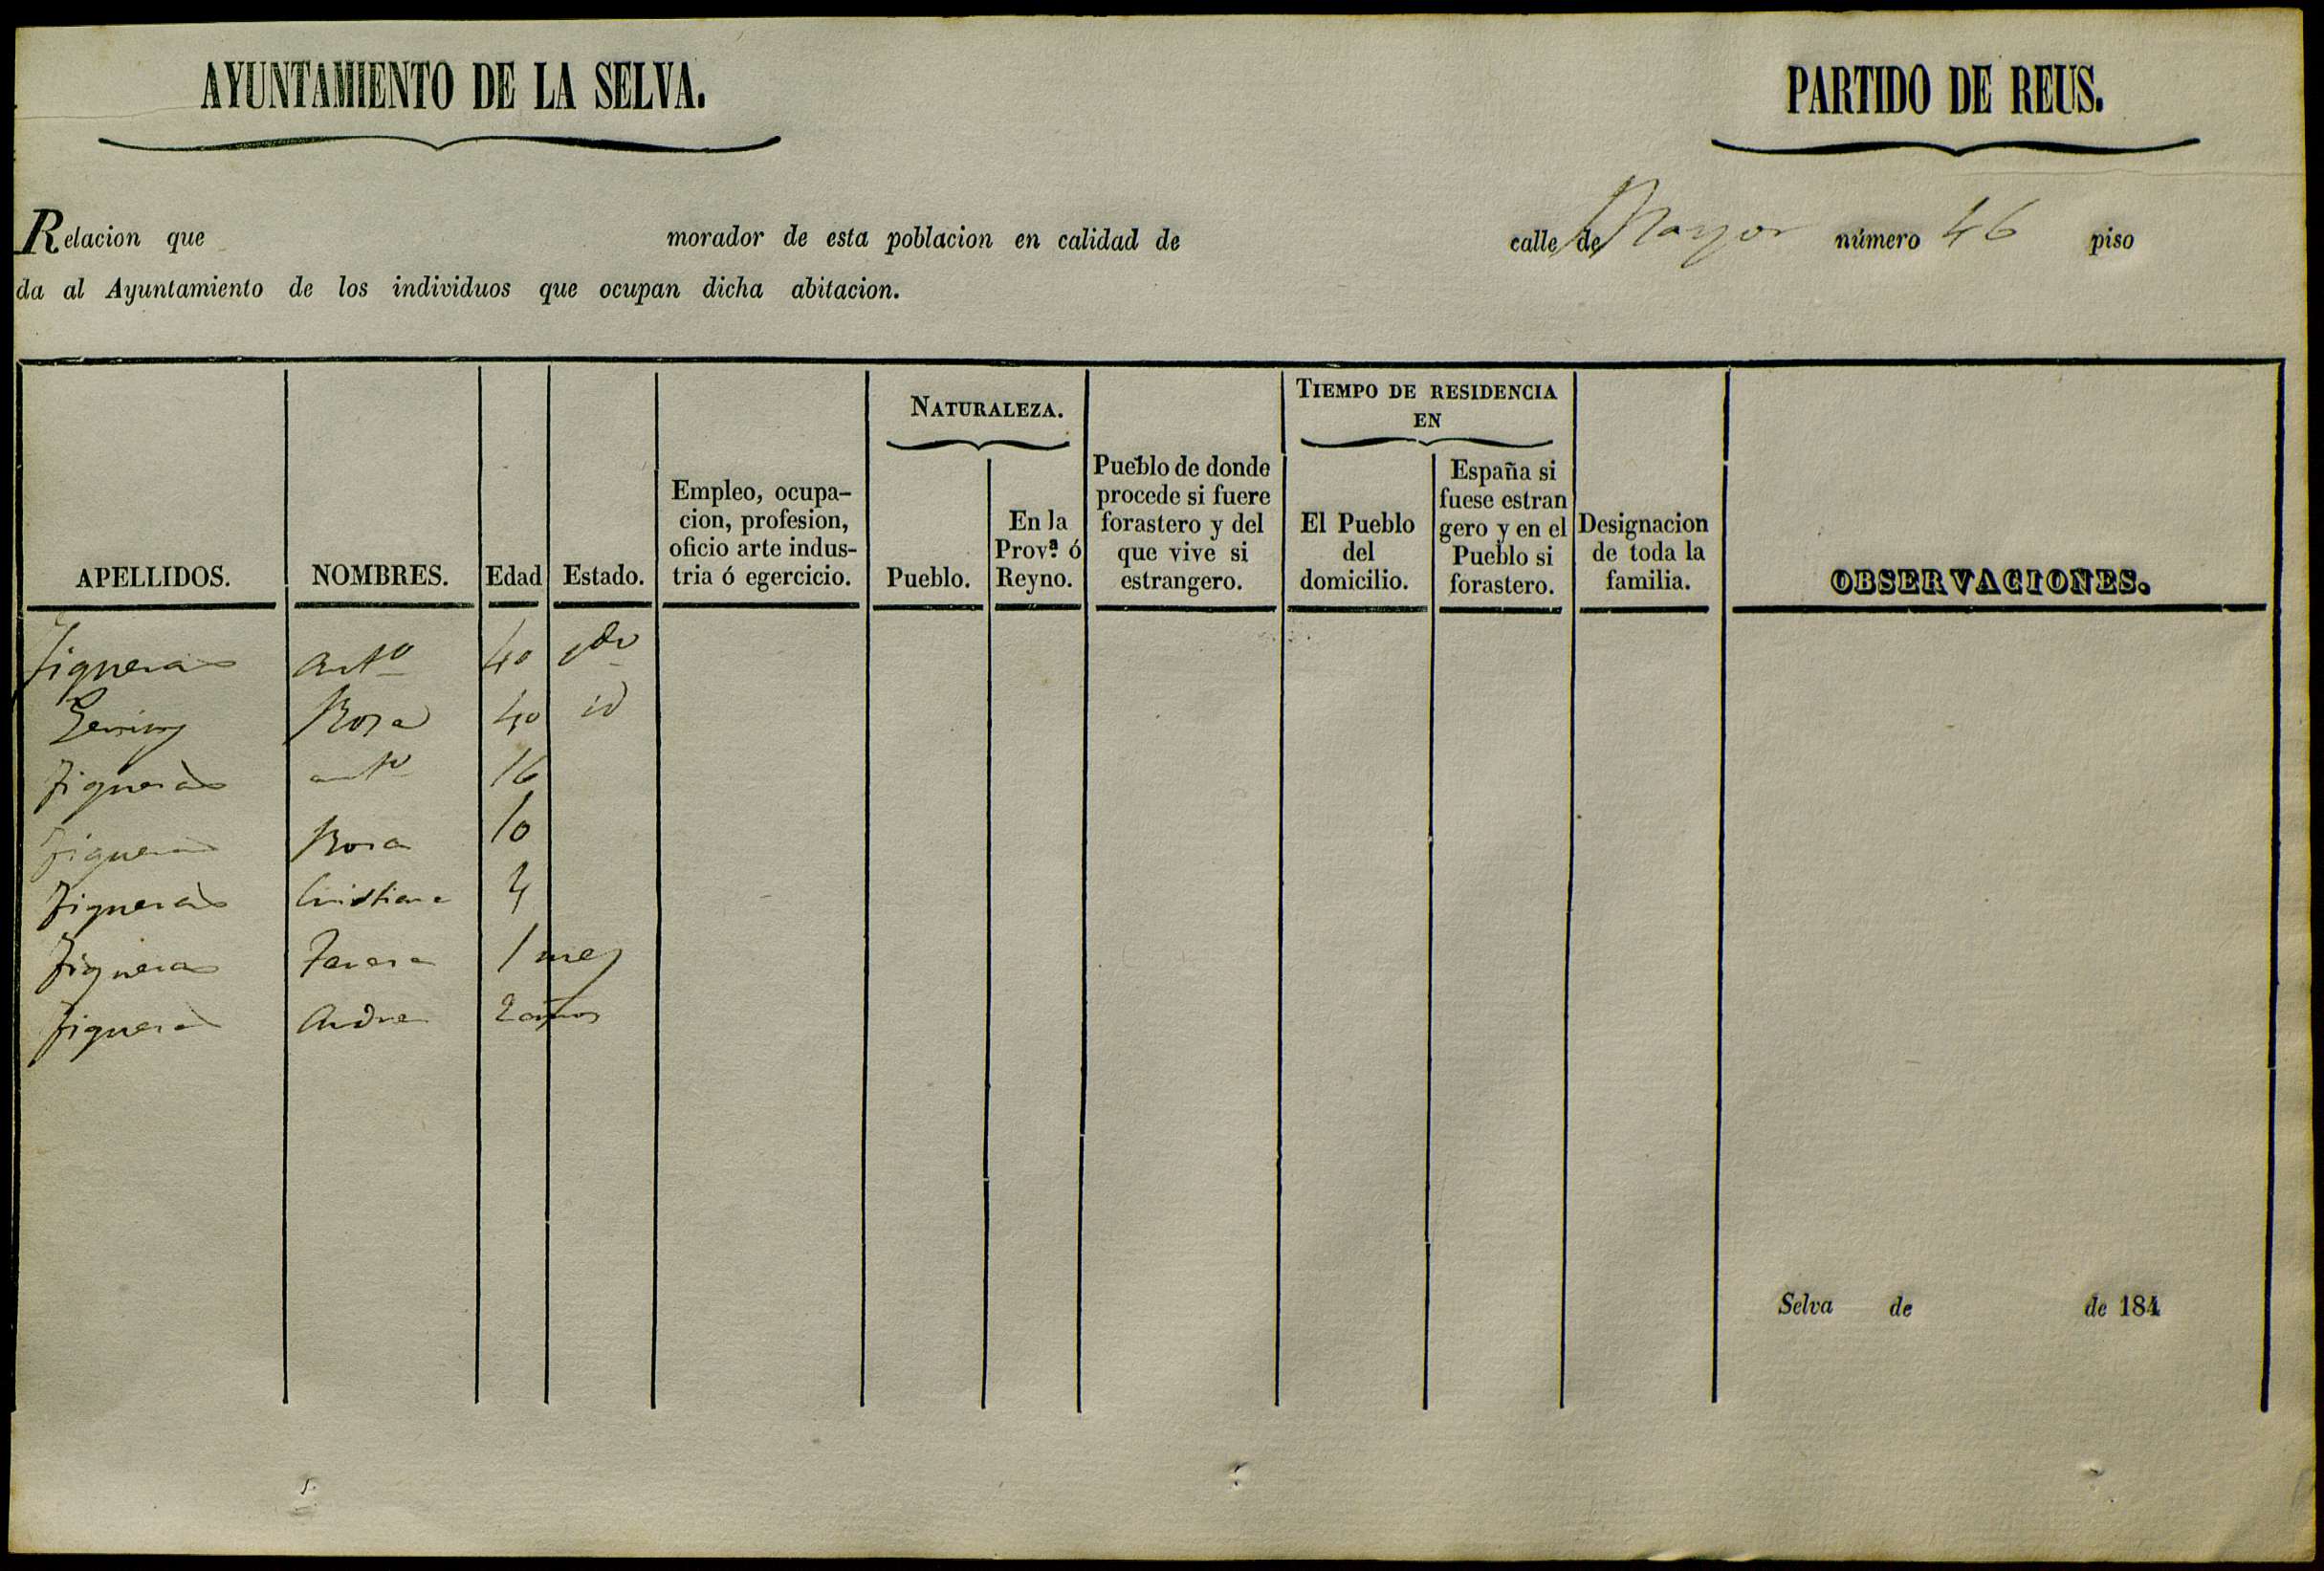 AYUNTAMIENTO DE LA SELVA.
PARTIDO DE REUS.
Relacion que morador de esta poblacion en calidad de calle de Mayor número 46 piso
da al Ayuntamiento de los individuos que ocupan dicha abitacion.
APELLIDOS.
NOMBRES.
Edad
Estado.
Empleo, ocupa-
cion, profesion,
oficio arte indus-
tria ó egercicio.
NATURALEZA.
Pueblo.
En la
Provª. ó
Reyno.
Pueblo de donde
procede si fuere
forastero y del
que vive si
estrangero.
TIEMPO DE RESIDENCIA
EN
El Pueblo
del
domicilio.
España si
fuese estran
gero y en el
Pueblo si
forastero.
Designacion
de toda la
familia.
OBSERVACIONES.
Figueras Antº 40
Rosa 40 id
Figueras Antº 16
Figueras Rosa 10
Figueras Cristiana 4
Figueras 1 mes
Figueras Andre 2 años
Selva de de 184